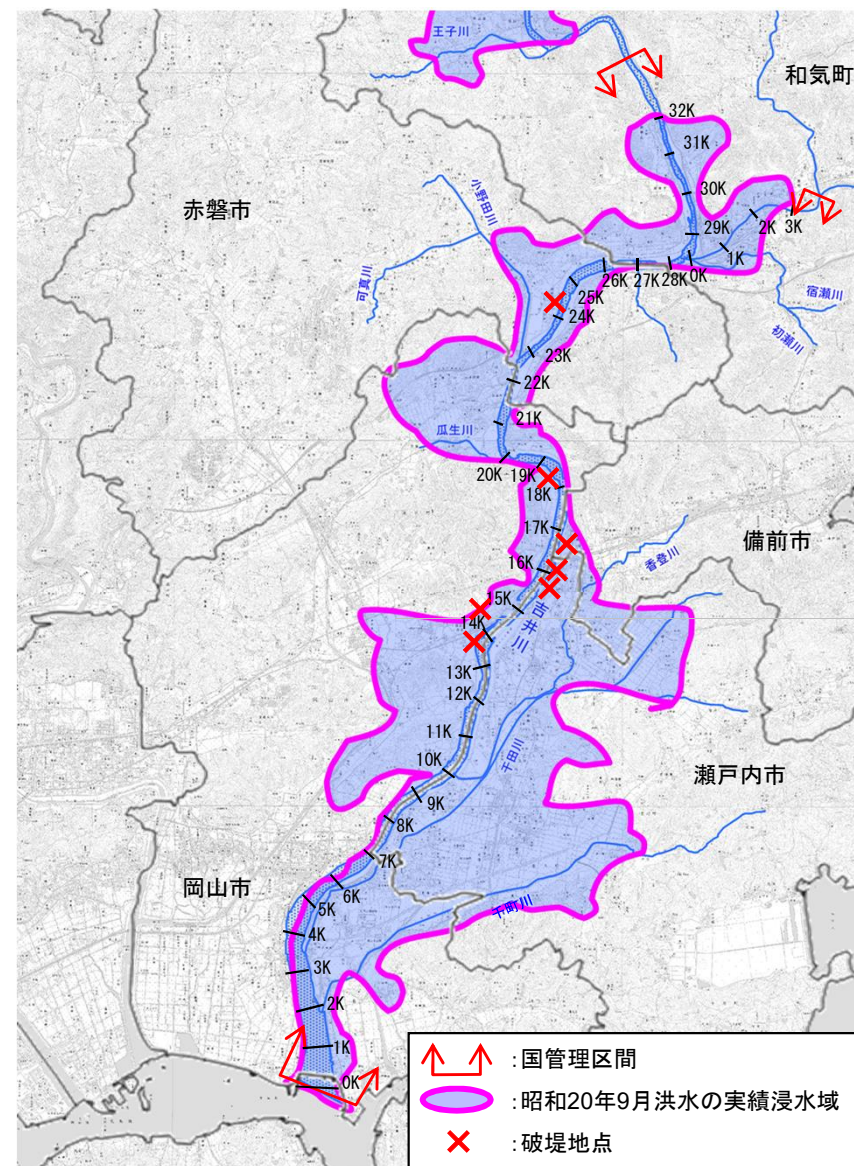 王子川
和気町
32K
31K
30K
小野田川
赤磐市
29K
2K
3K
1K
0K
28K
27K
26K
宿瀬川
初瀬川
可真川
25K
24K
23K
22K
21K
瓜生川
20K
19K
18K
17K
備前市
香登川
16K
15K
吉井川
14K
13K
12K
11K
千田川
10K
瀬戸内市
9K
8K
7K
岡山市
6K
5K
千町川
4K
3K
2K
1K
0K
:国管理区間
:昭和20年9月洪水の実績浸水域
:破堤地点